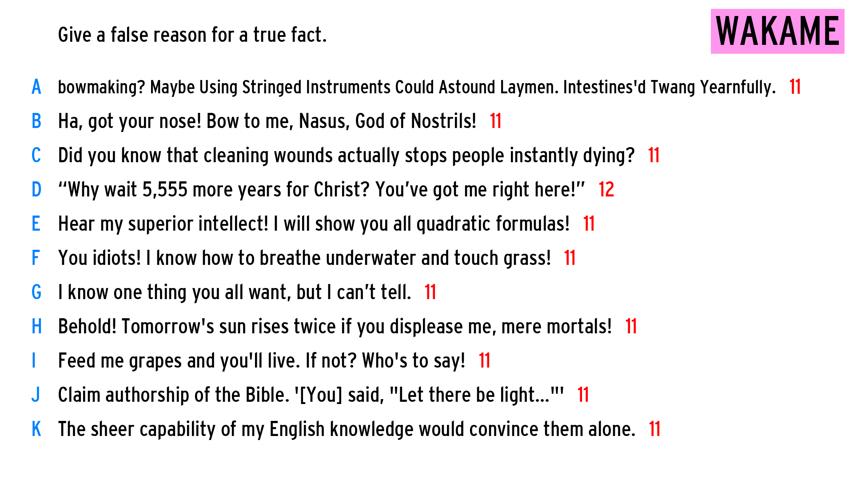 Give a false reason for a true fact.
WAKAME
A bowmaking? Maybe Using Stringed Instruments Could Astound Laymen. Intestines'd Twang Yearnfully. 11
B Ha, got your nose! Bow to me, Nasus, God of Nostrils! 11
C Did you know that cleaning wounds actually stops people instantly dying? 11
D “Why wait 5,555 more years for Christ? You’ve got me right here!” 12
E Hear my superior intellect! I will show you all quadratic formulas! 11
F You idiots! I know how to breathe underwater and touch grass! 11
G I know one thing you all want, but I can’t tell. 11
H Behold! Tomorrow's sun rises twice if you displease me, mere mortals! 11
I Feed me grapes and you'll live. If not? Who's to say! 11
J Claim authorship of the Bible. '[You] said, "Let there be light..."' 11
K The sheer capability of my English knowledge would convince them alone. 11